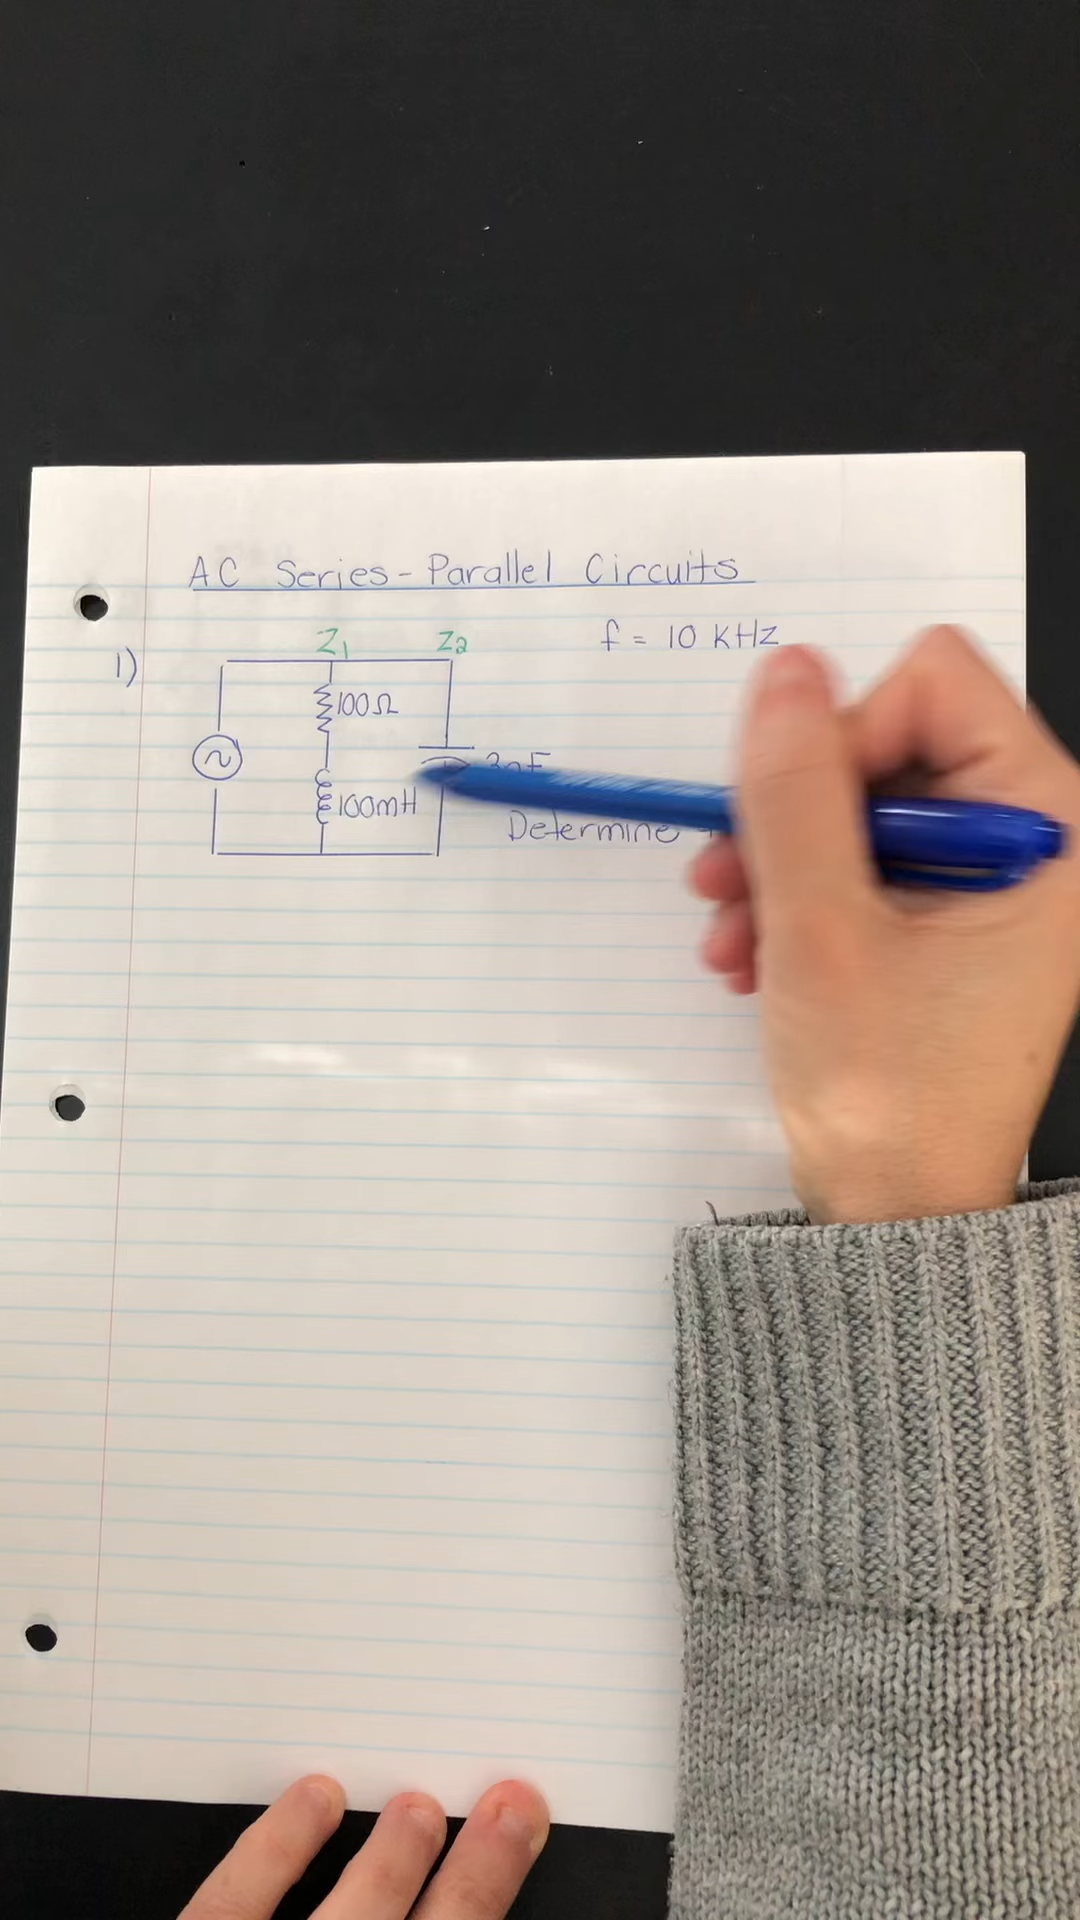 AC Series - Parallel Circuits
Z1 Z2 f = 10 KHz
1)
100Ω
100mH
Determine